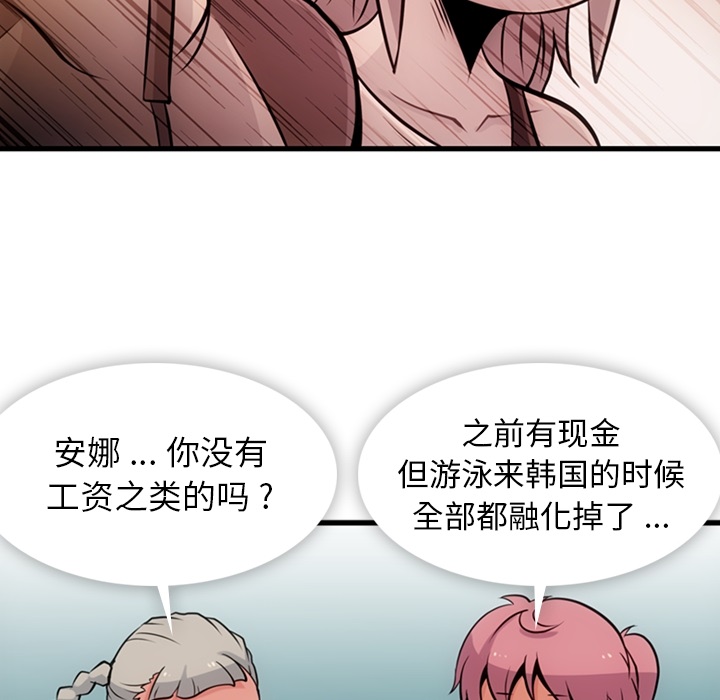 安娜 ... 你没有
工资之类的吗 ?
之前有现金
但游泳来韩国的时候
全部都融化掉了 ...